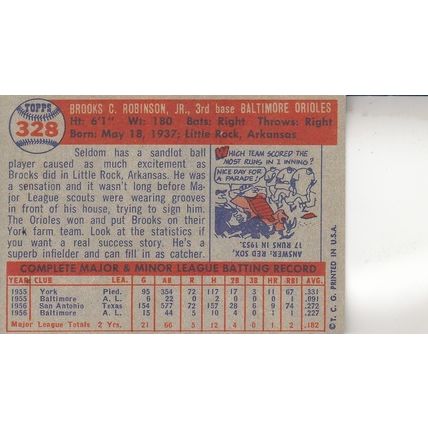 TOPPS
328
BROOKS C. ROBINSON, JR., 3rd base BALTIMORE ORIOLES
Ht: 6'1" Wt: 180 Bats: Right Throws: Right
Born: May 18, 1937; Little Rock, Arkansas
Seldom has a sandlot ball
player caused as much excitement as
Brooks did in Little Rock, Arkansas. He was
a sensation and it wasn't long before Ma-
jor League scouts were wearing grooves
in front of his house, trying to sign him.
The Orioles won out and put Brooks on their
York farm team. Look at the statistics if
you want a real success story. He's a
superb infielder and can fill in as catcher.
WHICH TEAM SCORED THE
MOST RUNS IN 1 INNING?
NICE DAY FOR
A PARADE!
ANSWER: RED SOX,
17 RUNS IN 1953.
COMPLETE MAJOR & MINOR LEAGUE BATTING RECORD
YEAR CLUB LEA. G AB R H 2B 3B HR RBI AVG.
1955 York Pied. 95 354 72 117 17 3 11 67 .331
1955 Baltimore A. L. 6 22 0 2 0 0 0 1 .091
1956 San Antonio Texas 154 577 72 157 28 6 9 74 .272
1956 Baltimore A. L. 15 44 5 10 4 0 1 1 .227
Major League Totals 2 Yrs. 21 66 5 12 4 0 1 2 .182
© T. C. G. PRINTED IN U.S.A.